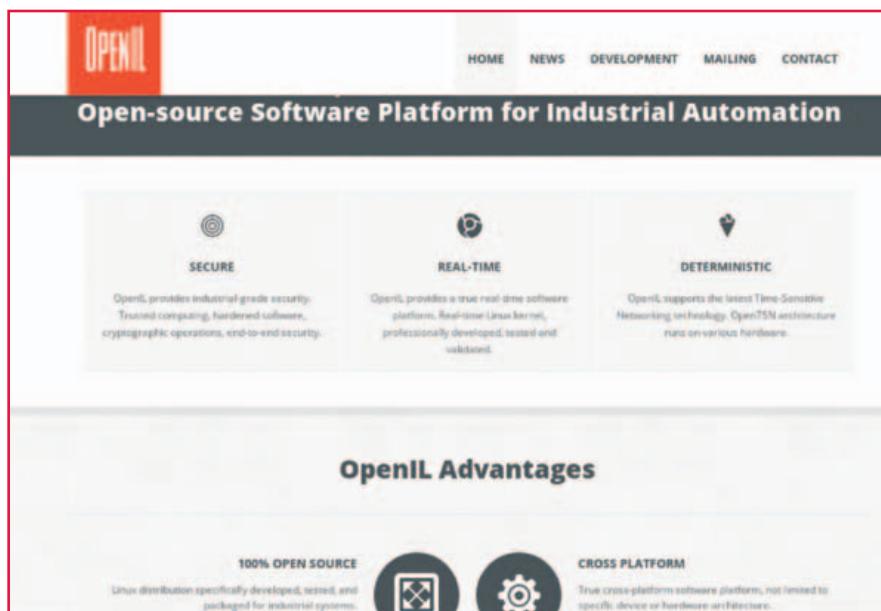 OPENIL
HOME NEWS DEVELOPMENT MAILING CONTACT
Open-source Software Platform for Industrial Automation
SECURE
OpenIL provides industrial-grade security.
Trusted computing, hardened software,
cryptographic operations, end-to-end security.
REAL-TIME
OpenIL provides a true real-time software
platform. Real-time Linux kernel,
professionally developed, tested and
validated.
DETERMINISTIC
OpenIL supports the latest Time-Sensitive
Networking technology. OpenTSN architecture
runs on various hardware.
OpenIL Advantages
100% OPEN SOURCE
Linux distribution specifically developed, tested, and
packaged for industrial systems.
CROSS PLATFORM
True cross-platform software platform, not limited to
specific device or hardware architecture.